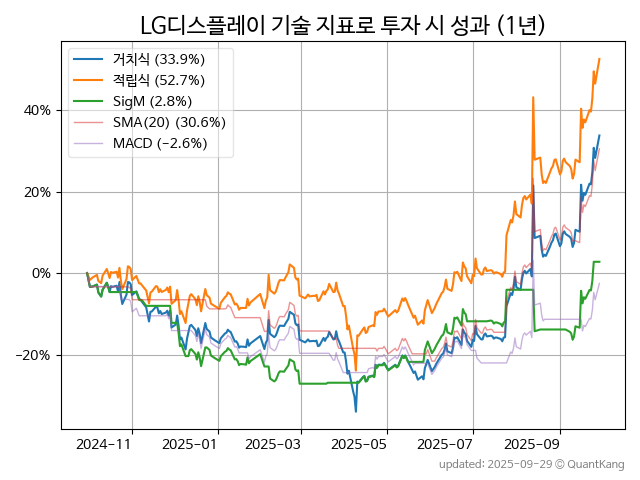 LG디스플레이 기술 지표로 투자 시 성과 (1년)
거치식 (33.9%)
적립식 (52.7%)
SigM (2.8%)
SMA(20) (30.6%)
MACD (−2.6%)
40%
20%
0%
−20%
2024-11 2025-01 2025-03 2025-05 2025-07 2025-09
updated: 2025-09-29 © QuantKang